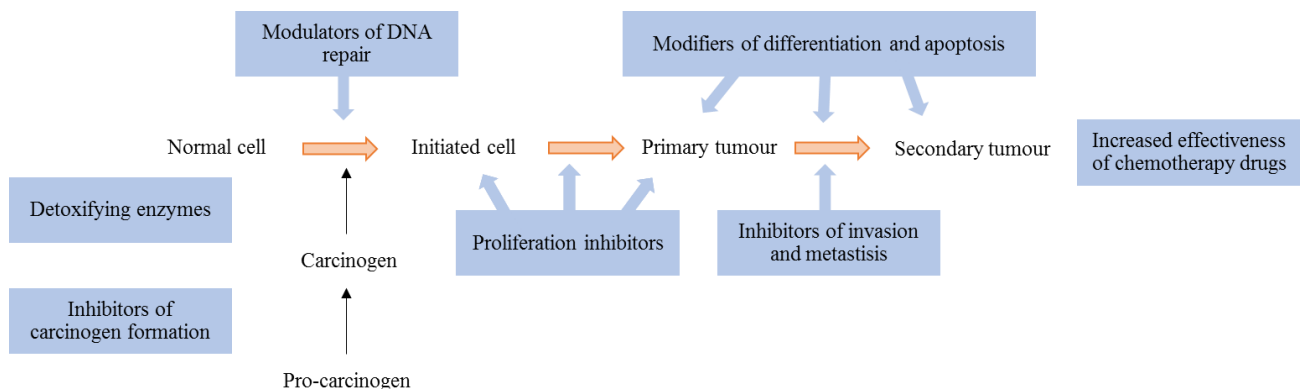 Modulators of DNA
repair
Modifiers of differentiation and apoptosis
Normal cell
Initiated cell
Primary tumour
Secondary tumour
Increased effectiveness
of chemotherapy drugs
Detoxifying enzymes
Proliferation inhibitors
Inhibitors of invasion
and metastisis
Carcinogen
Inhibitors of
carcinogen formation
Pro-carcinogen